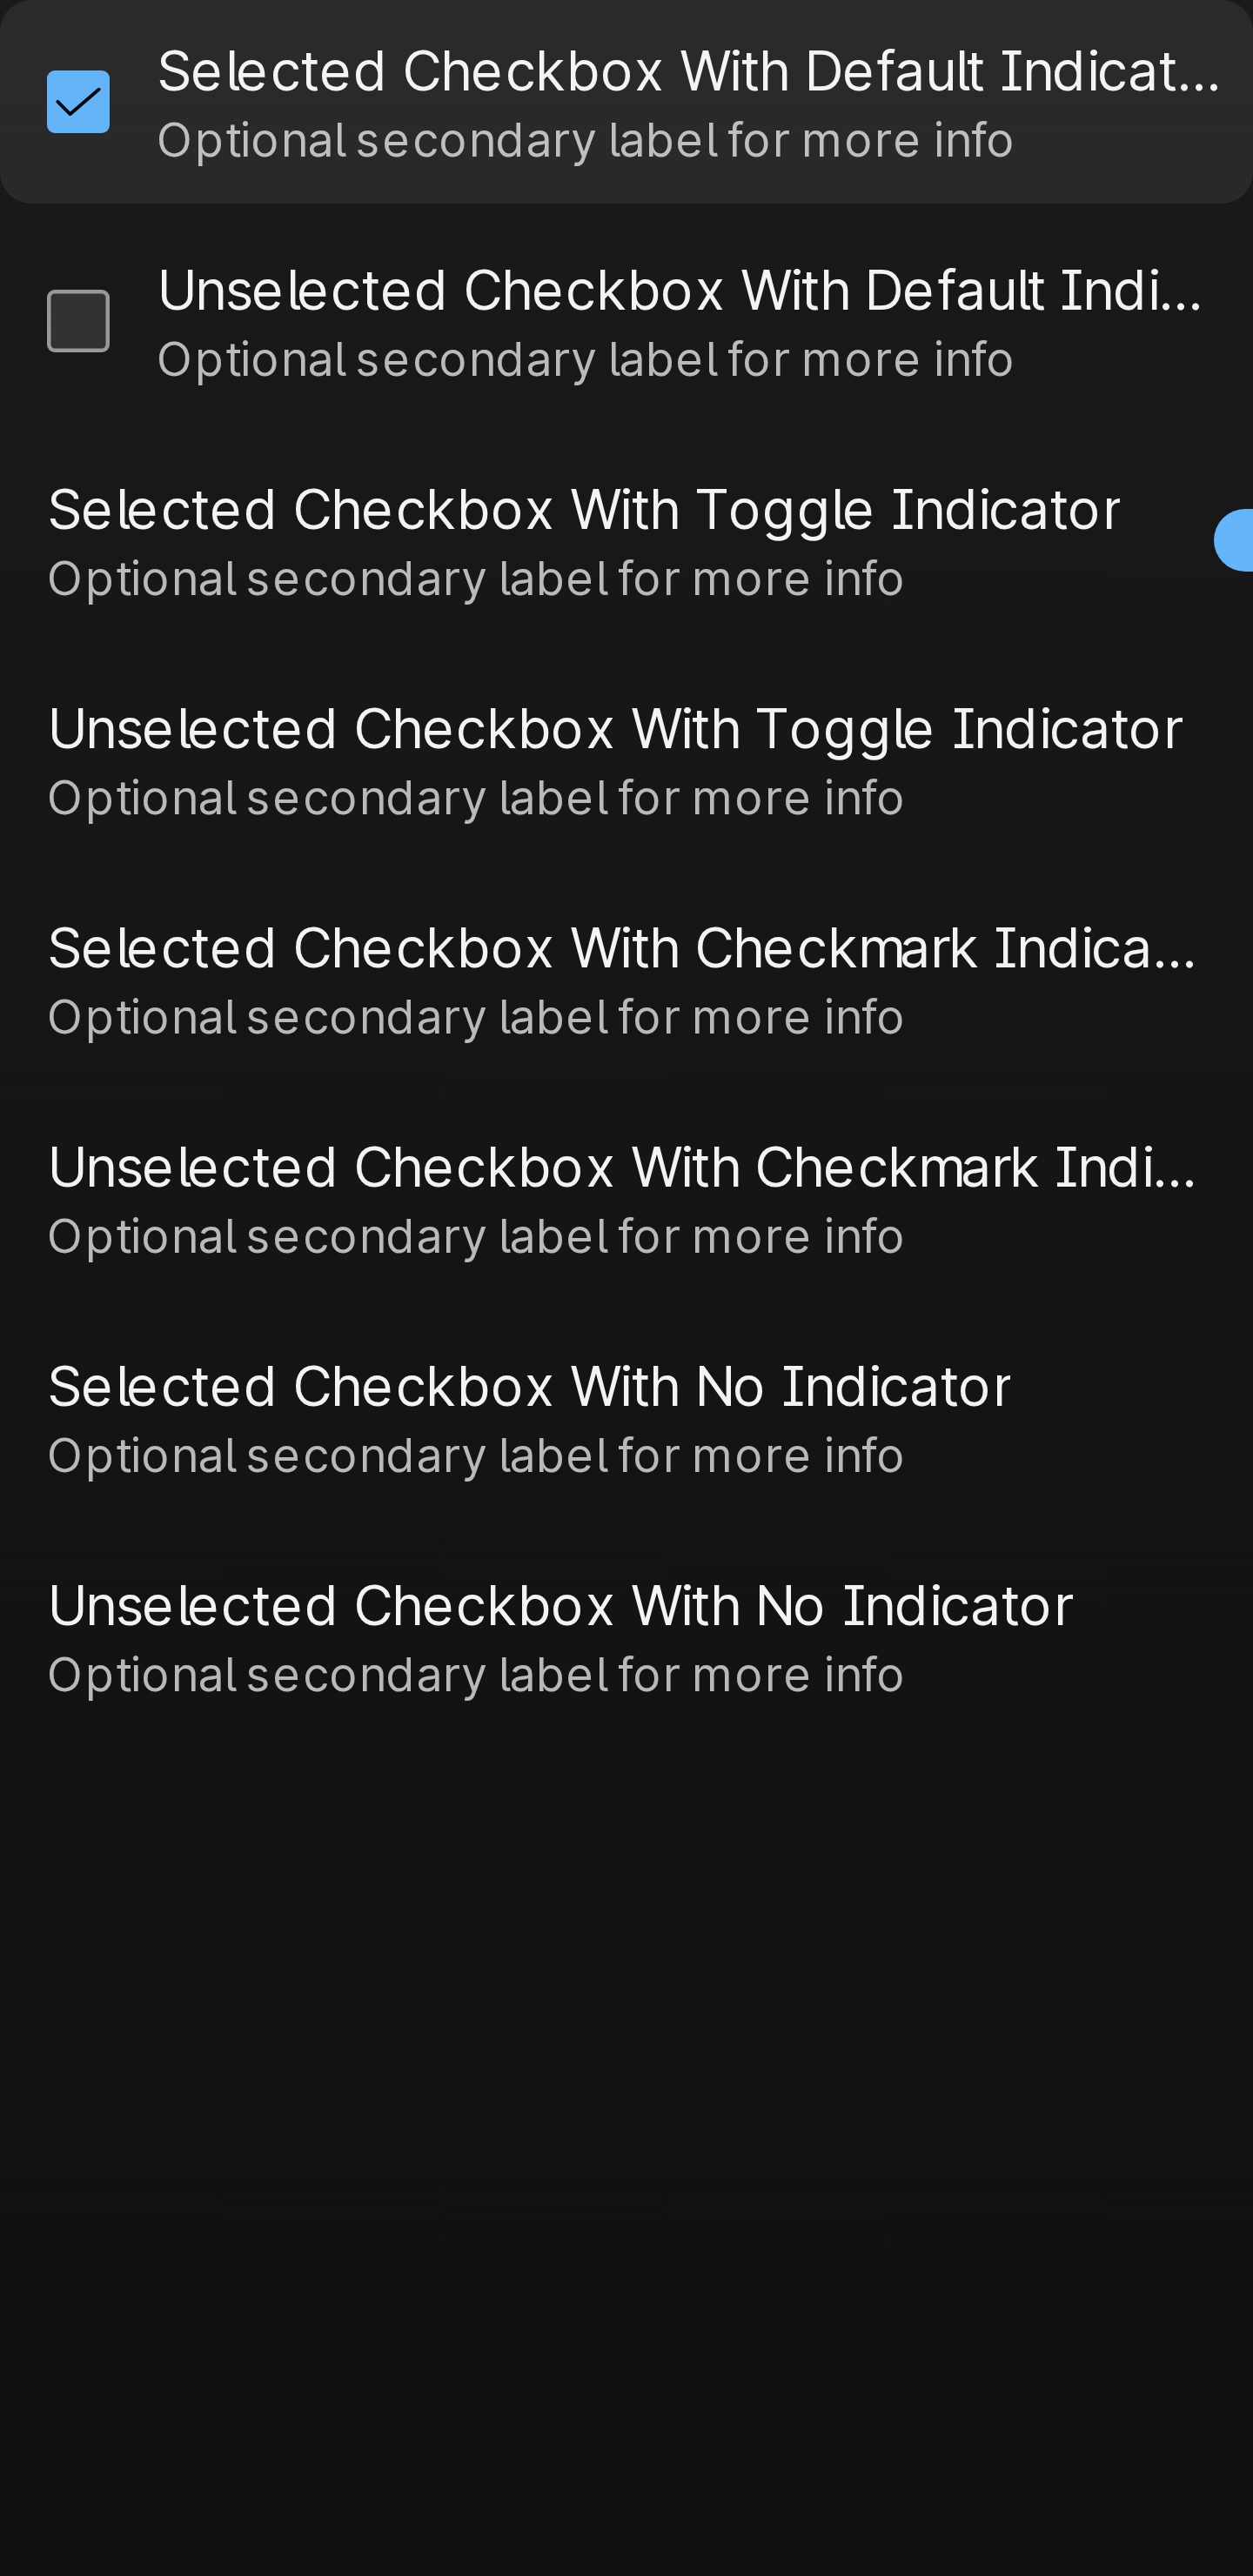 Selected Checkbox With Default Indicat...
Optional secondary label for more info
Unselected Checkbox With Default Indi...
Optional secondary label for more info
Selected Checkbox With Toggle Indicator
Optional secondary label for more info
Unselected Checkbox With Toggle Indicator
Optional secondary label for more info
Selected Checkbox With Checkmark Indica...
Optional secondary label for more info
Unselected Checkbox With Checkmark Indi...
Optional secondary label for more info
Selected Checkbox With No Indicator
Optional secondary label for more info
Unselected Checkbox With No Indicator
Optional secondary label for more info